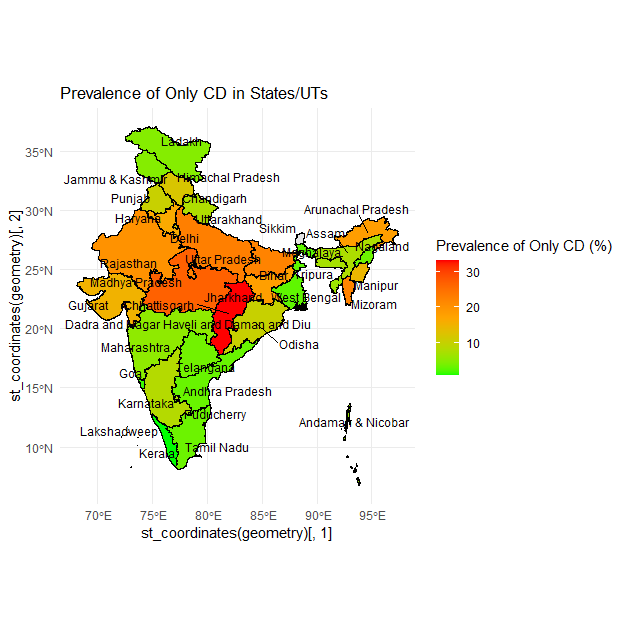 Prevalence of Only CD in States/UTs
Ladakh
Jammu & Kashmir
Himachal Pradesh
Punjab
Chandigarh
Haryana
Uttarakhand
Arunachal Pradesh
Sikkim
Assam
Delhi
Nagaland
Meghalaya
Rajasthan
Uttar Pradesh
Bihar
Tripura
Madhya Pradesh
Manipur
Gujarat
Chhattisgarh
Jharkhand
West Bengal
Mizoram
Dadra and Nagar Haveli and Daman and Diu
Odisha
Maharashtra
Telangana
Goa
Andhra Pradesh
Karnataka
Puducherry
Andaman & Nicobar
Lakshadweep
Kerala
Tamil Nadu
35°N
30°N
25°N
20°N
15°N
10°N
70°E
75°E
80°E
85°E
90°E
95°E
st_coordinates(geometry)[, 1]
st_coordinates(geometry)[, 2]
Prevalence of Only CD (%)
30
20
10